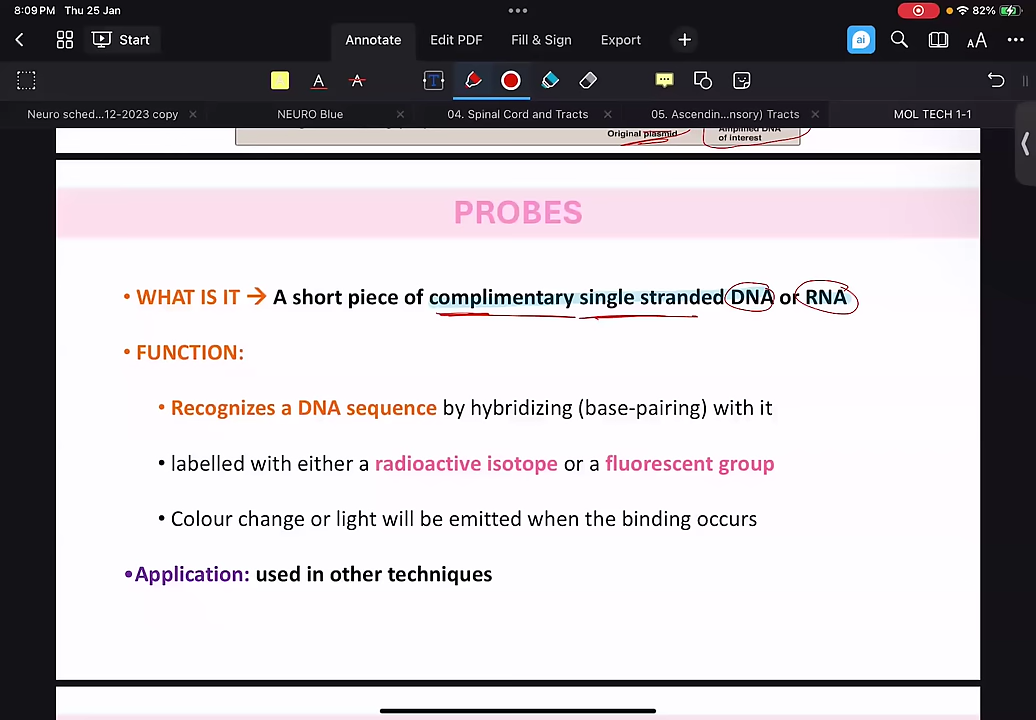 8:09 PM Thu 25 Jan
82%
Start
Annotate
Edit PDF
Fill & Sign
Export
ai
AA
T
A
A
Neuro sched...12-2023 copy
NEURO Blue
04. Spinal Cord and Tracts
05. Ascendin...nsory) Tracts
MOL TECH 1-1
Original plasmid
Amplified DNA
of interest
PROBES
• WHAT IS IT → A short piece of complimentary single stranded DNA or RNA
• FUNCTION:
• Recognizes a DNA sequence by hybridizing (base-pairing) with it
• labelled with either a radioactive isotope or a fluorescent group
• Colour change or light will be emitted when the binding occurs
•Application: used in other techniques